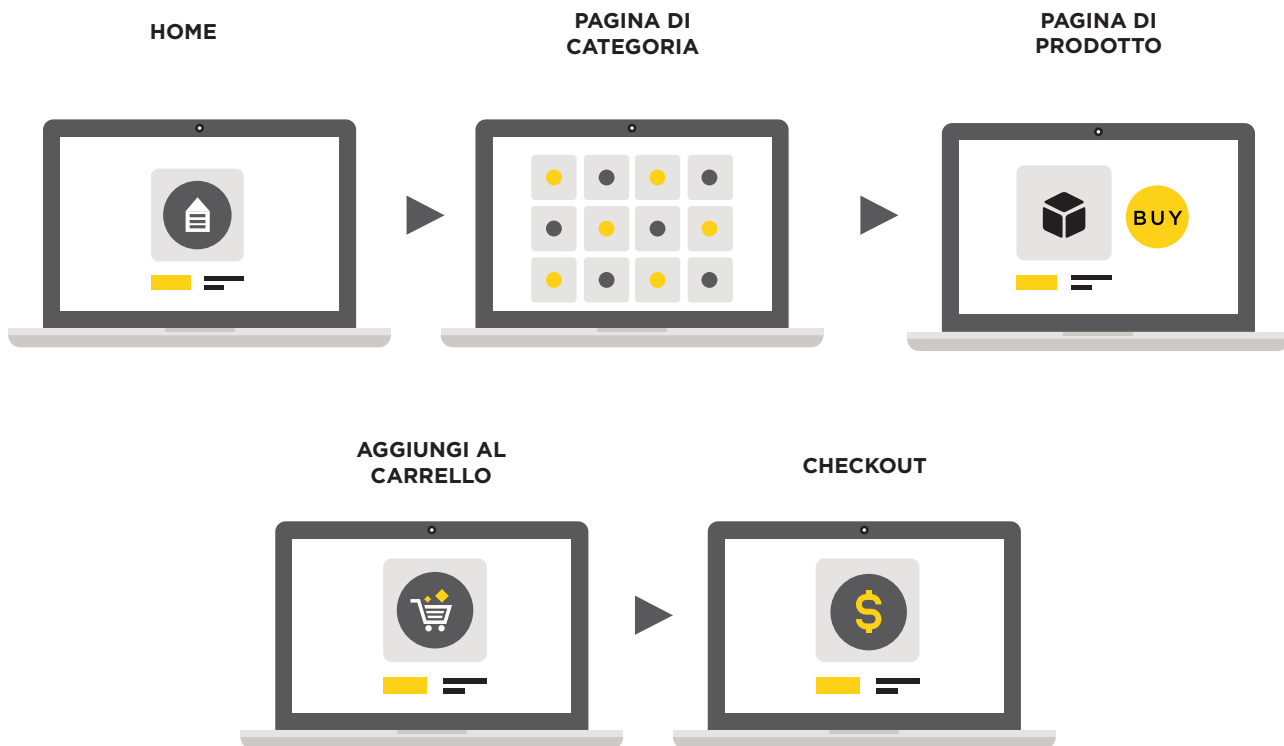 HOME
PAGINA DI
CATEGORIA
PAGINA DI
PRODOTTO
BUY
AGGIUNGI AL
CARRELLO
CHECKOUT
$